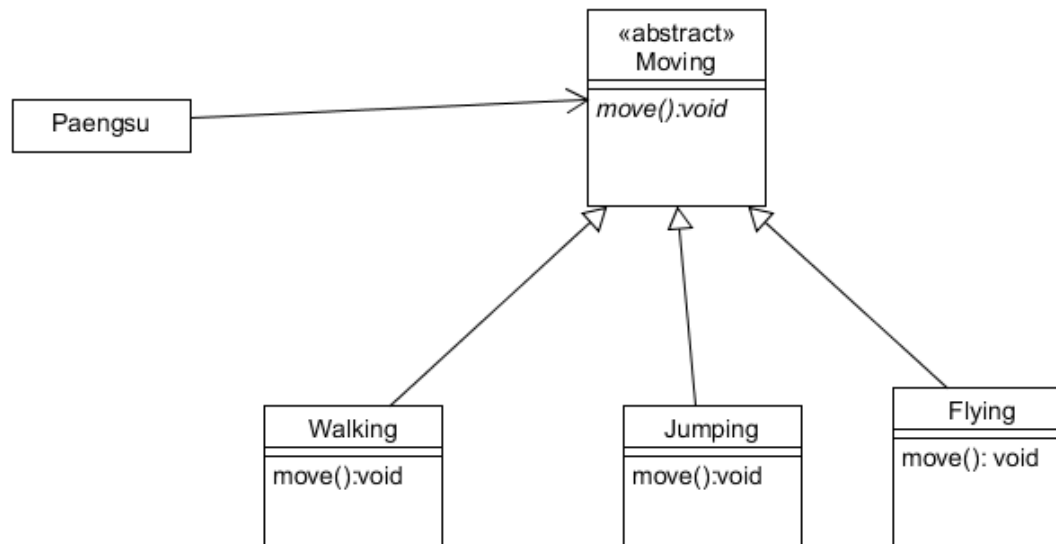 «abstract»
Moving
move():void
Paengsu
Walking
move():void
Jumping
move():void
Flying
move(): void